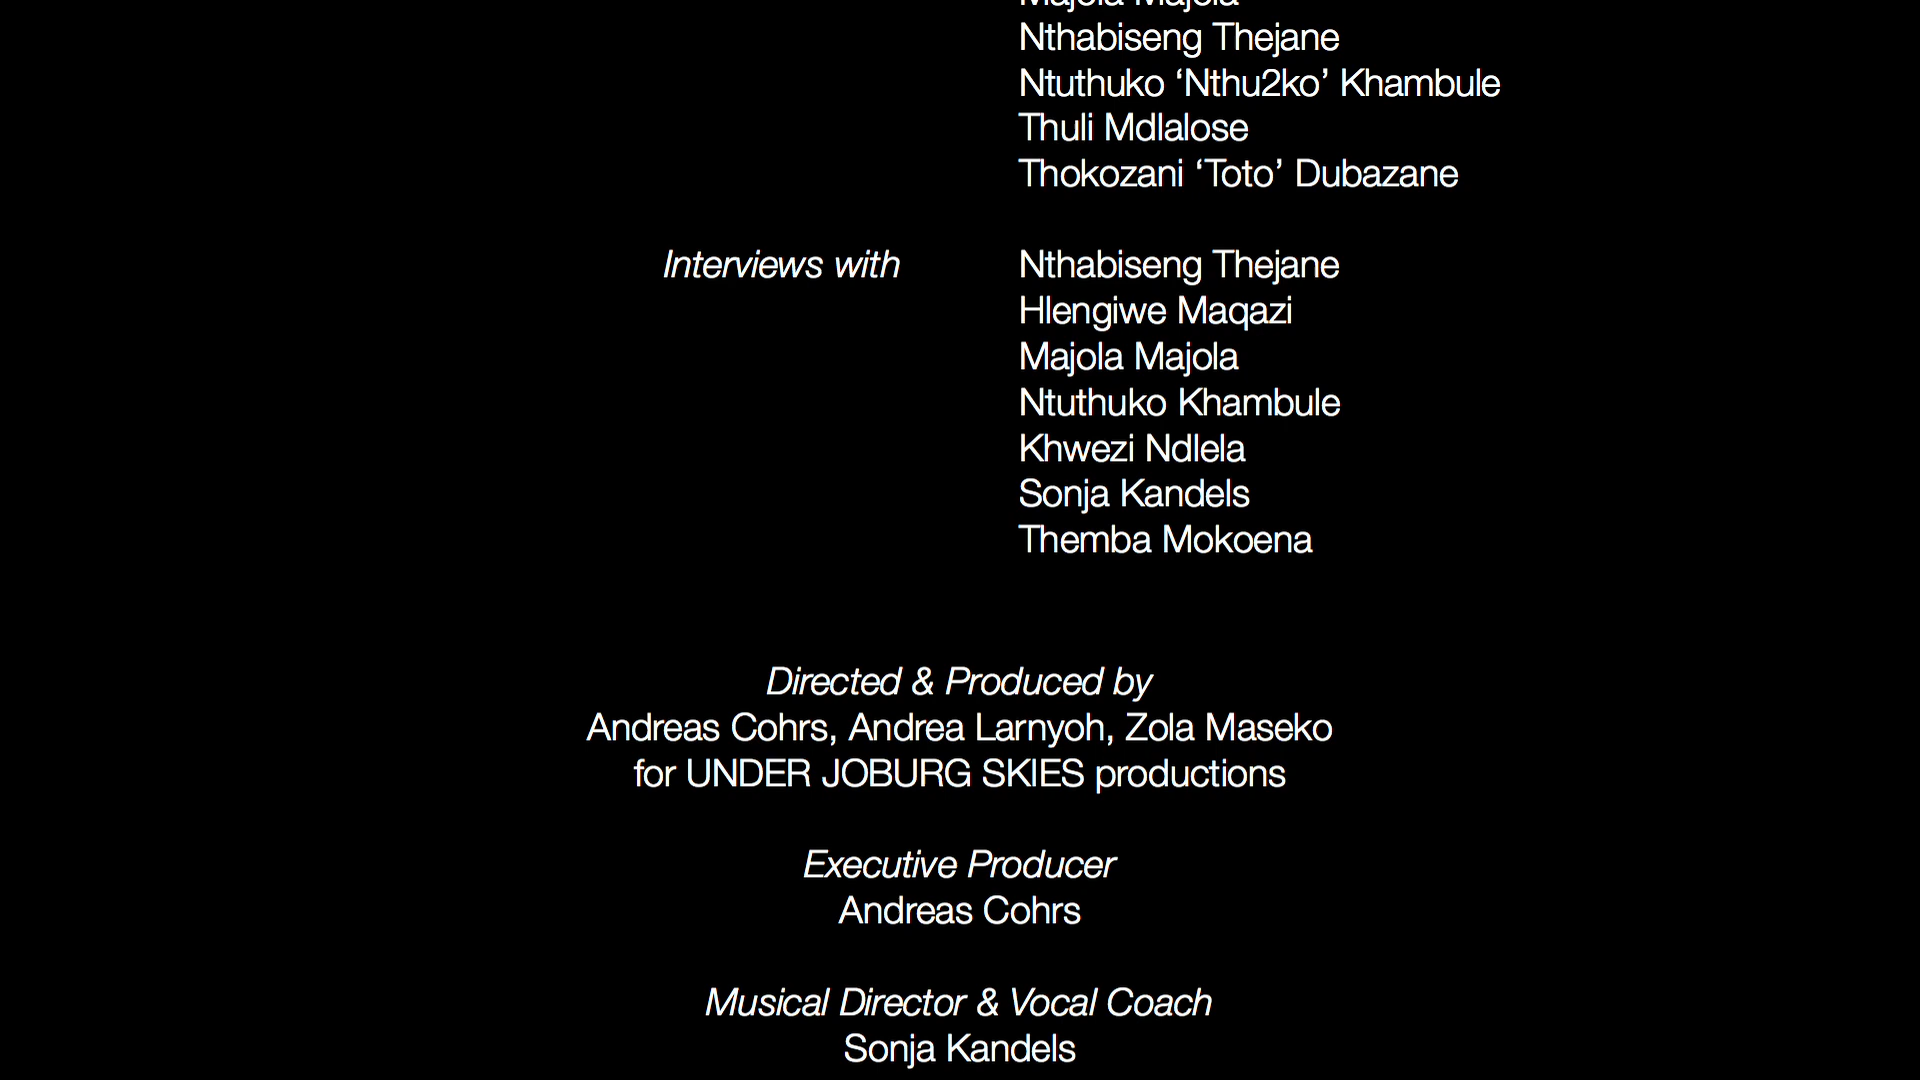 Majola Majola
Nthabiseng Thejane
Ntuthuko ‘Nthu2ko’ Khambule
Thuli Mdlalose
Thokozani ‘Toto’ Dubazane
Interviews with Nthabiseng Thejane
Hlengiwe Maqazi
Majola Majola
Ntuthuko Khambule
Khwezi Ndlela
Sonja Kandels
Themba Mokoena
Directed & Produced by
Andreas Cohrs, Andrea Larnyoh, Zola Maseko
for UNDER JOBURG SKIES productions
Executive Producer
Andreas Cohrs
Musical Director & Vocal Coach
Sonja Kandels